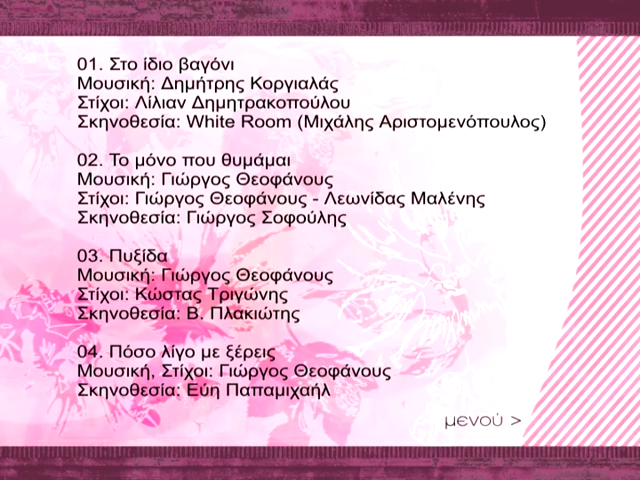 01. Στο ίδιο βαγόνι
Μουσική: Δημήτρης Κοργιαλάς
Στίχοι: Λίλιαν Δημητρακοπούλου
Σκηνοθεσία: White Room (Μιχάλης Αριστομενόπουλος)
02. Το μόνο που θυμάμαι
Μουσική: Γιώργος Θεοφάνους
Στίχοι: Γιώργος Θεοφάνους - Λεωνίδας Μαλένης
Σκηνοθεσία: Γιώργος Σοφούλης
03. Πυξίδα
Μουσική: Γιώργος Θεοφάνους
Στίχοι: Κώστας Τριγώνης
Σκηνοθεσία: Β. Πλακιώτης
04. Πόσο λίγο με ξέρεις
Μουσική, Στίχοι: Γιώργος Θεοφάνους
Σκηνοθεσία: Εύη Παπαμιχαήλ
μενού >